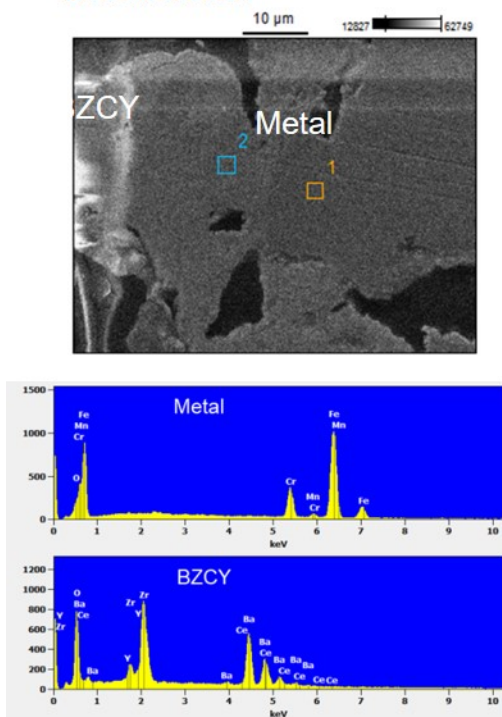 10 µm
12827 62749
ZCY
Metal
2
1
1500
Metal
Fe
Mn
Cr
Fe
Mn
1000
500
O
Cr
Mn
Cr
Fe
0
0 1 2 3 4 5 6 7 8 9 10
keV
1200
BZCY
1000
O
Ba
Ce
Zr
Zr
Y
800
600
400
200
0
Y
Zr
Ba
Y
Ba
Ba
Ce
Ba
Ce
Ba
Ce
Ba
Ce
Ba
Ce
Ce
0 1 2 3 4 5 6 7 8 9 10
keV